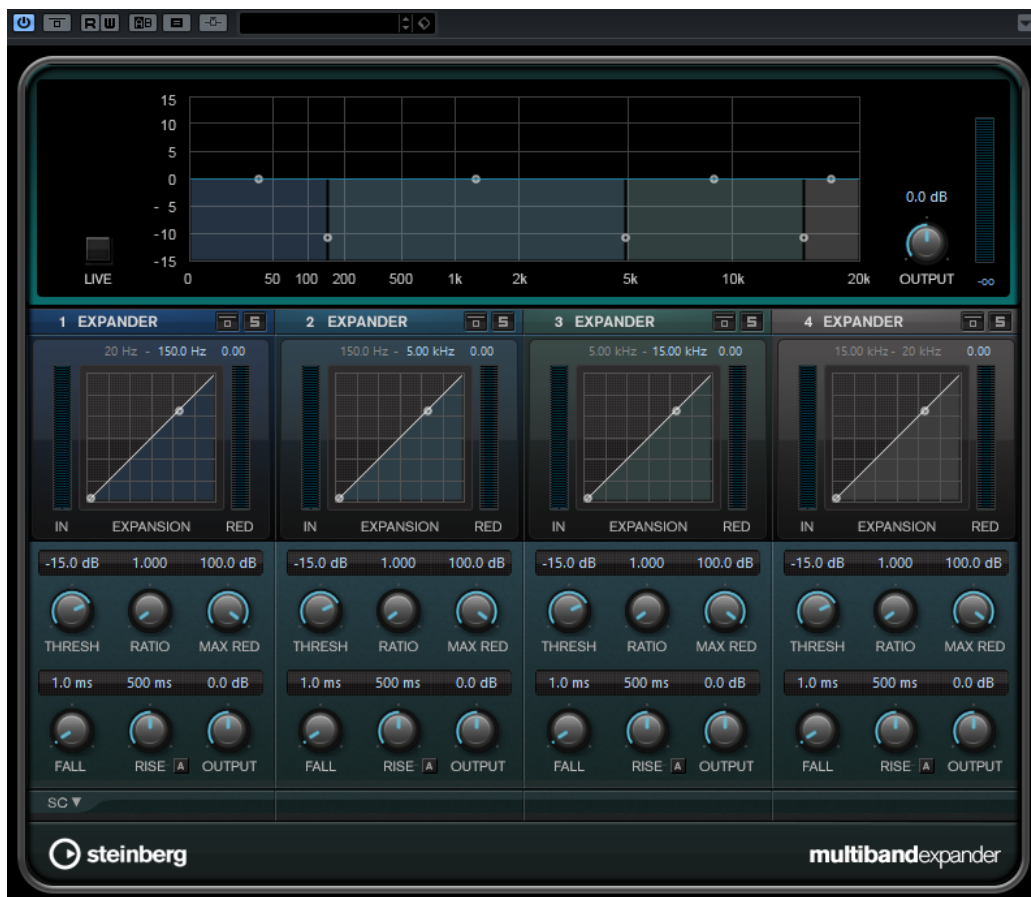 R W AB
15
10
5
0
- 5
-10
-15
0 50 100 200 500 1k 2k 5k 10k 20k
LIVE
0.0 dB
OUTPUT
-∞
1 EXPANDER S 2 EXPANDER S 3 EXPANDER S 4 EXPANDER S
20 Hz - 150.0 Hz 0.00 150.0 Hz - 5.00 kHz 0.00 5.00 kHz - 15.00 kHz 0.00 15.00 kHz - 20 kHz 0.00
IN EXPANSION RED IN EXPANSION RED IN EXPANSION RED IN EXPANSION RED
-15.0 dB 1.000 100.0 dB -15.0 dB 1.000 100.0 dB -15.0 dB 1.000 100.0 dB -15.0 dB 1.000 100.0 dB
THRESH RATIO MAX RED THRESH RATIO MAX RED THRESH RATIO MAX RED THRESH RATIO MAX RED
1.0 ms 500 ms 0.0 dB 1.0 ms 500 ms 0.0 dB 1.0 ms 500 ms 0.0 dB 1.0 ms 500 ms 0.0 dB
FALL RISE A OUTPUT FALL RISE A OUTPUT FALL RISE A OUTPUT FALL RISE A OUTPUT
SC ▼
steinberg multibandexpander